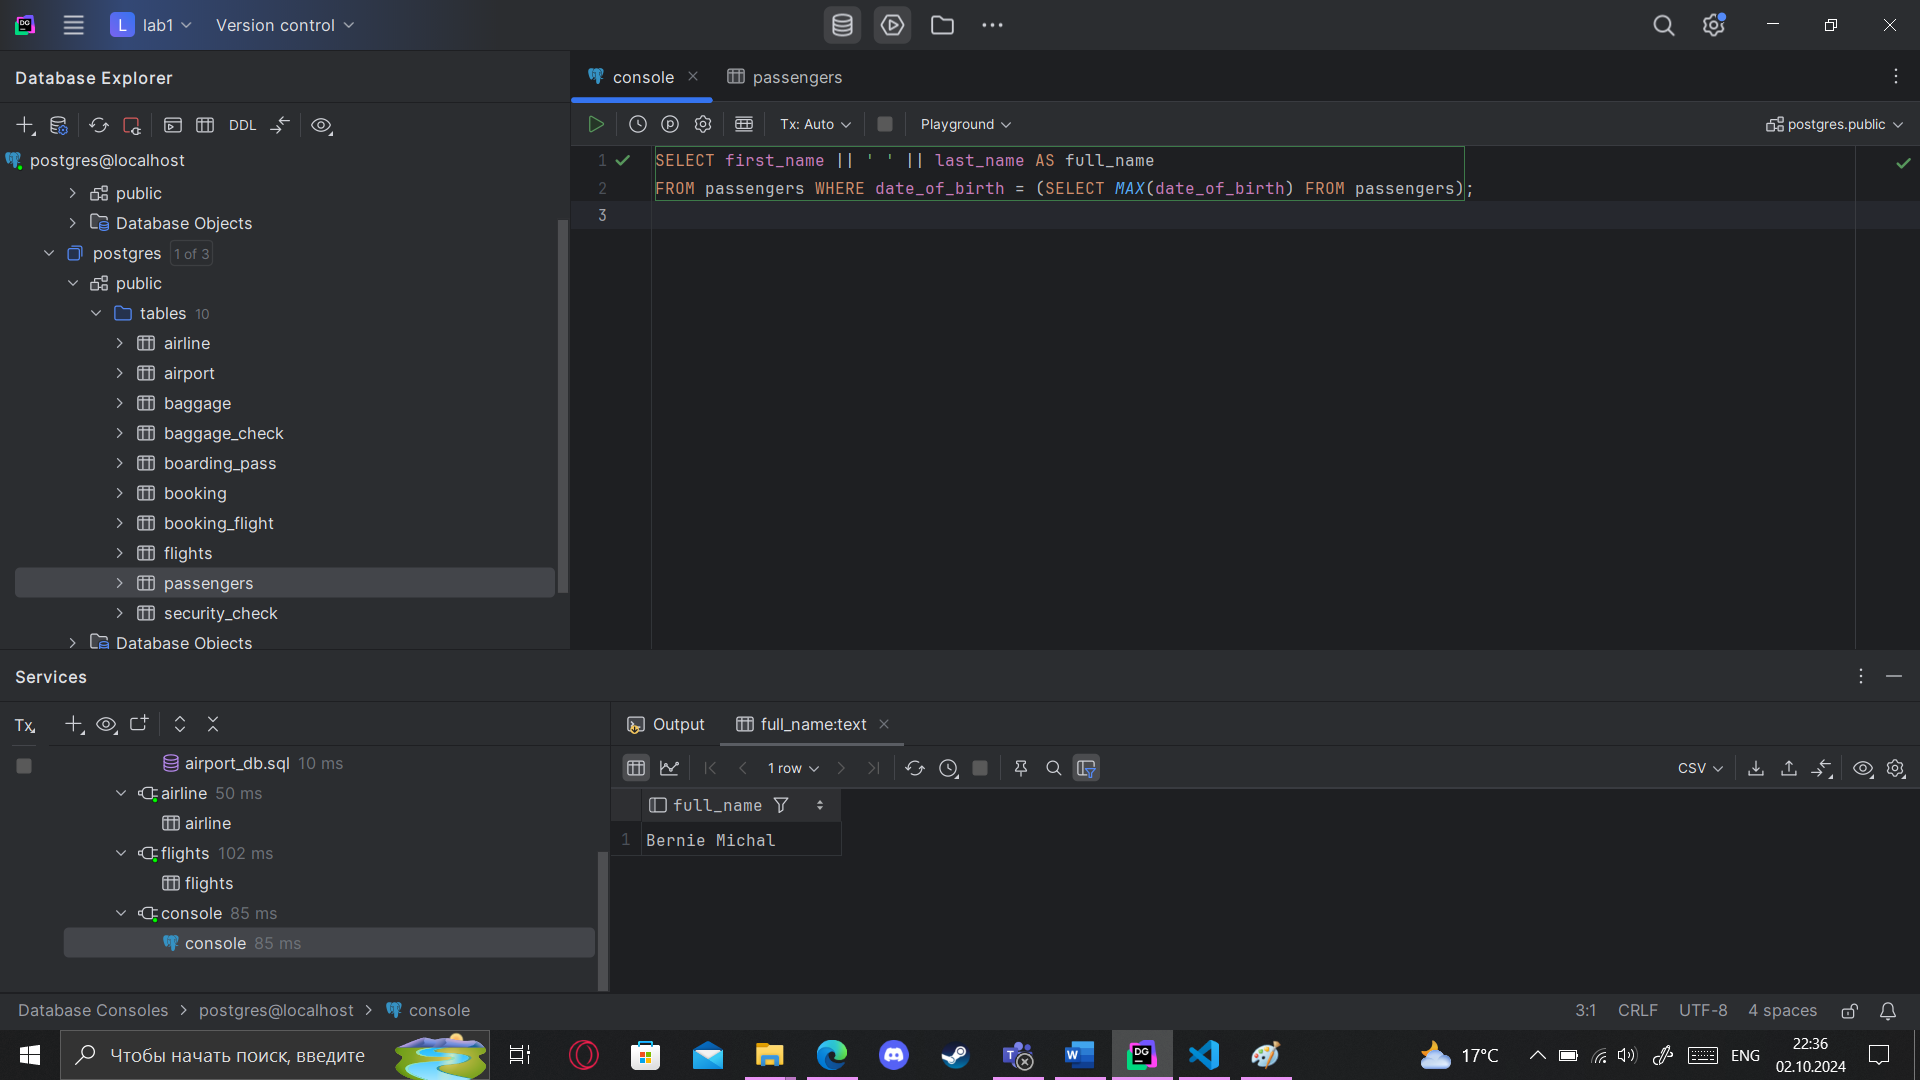 L lab1 Version control
Database Explorer
DDL
postgres@localhost
public
Database Objects
postgres 1 of 3
public
tables 10
airline
airport
baggage
baggage_check
boarding_pass
booking
booking_flight
flights
passengers
security_check
Database Objects
console passengers
Tx: Auto Playground postgres.public
1 SELECT first_name || ' ' || last_name AS full_name
2 FROM passengers WHERE date_of_birth = (SELECT MAX(date_of_birth) FROM passengers);
3
Services
Tx
airport_db.sql 10 ms
airline 50 ms
airline
flights 102 ms
flights
console 85 ms
console 85 ms
Output full_name:text
1 row CSV
full_name
1 Bernie Michal
Database Consoles > postgres@localhost > console
3:1 CRLF UTF-8 4 spaces
Чтобы начать поиск, введите
DG
17°C ENG
22:36
02.10.2024